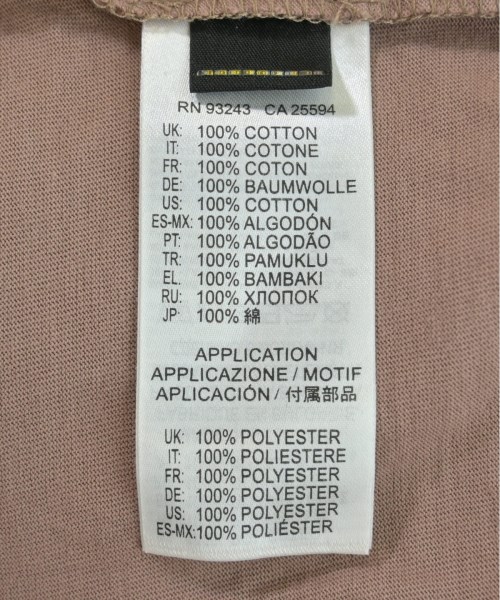 RN 93243 CA 25594
UK: 100% COTTON
IT: 100% COTONE
FR: 100% COTON
DE: 100% BAUMWOLLE
US: 100% COTTON
ES-MX: 100% ALGODÓN
PT: 100% ALGODÃO
TR: 100% PAMUKLU
EL. 100% BAMBAKI
RU: 100% ХЛОПОК
JP: 100% 綿
APPLICATION
APPLICAZIONE / MOTIF
APLICACIÓN / 付属部品
UK: 100% POLYESTER
IT: 100% POLIESTERE
FR: 100% POLYESTER
DE: 100% POLYESTER
US: 100% POLYESTER
ES-MX: 100% POLIÉSTER